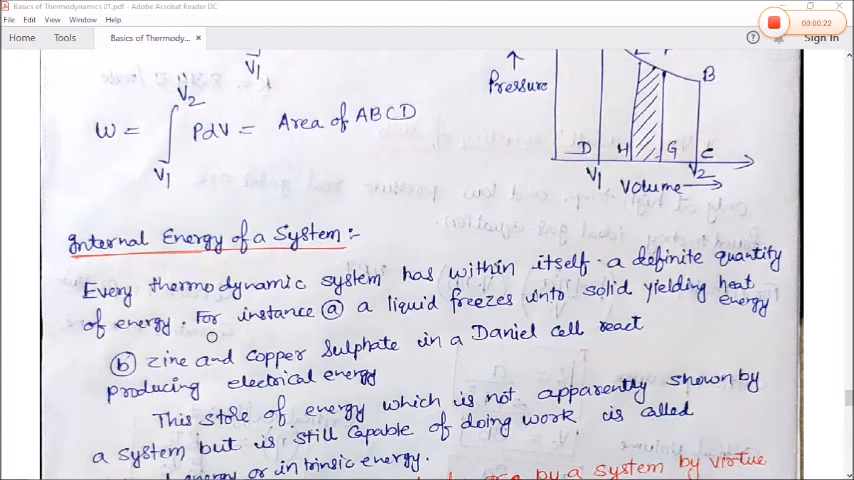 Basics of Thermodynamics 01.pdf - Adobe Acrobat Reader DC
File Edit View Window Help
Home Tools Basics of Thermody... ×
00:00:22
Sign In
V1
Pressure
B
W = ∫ V1 V2 PdV = Area of ABCD
D H G C
V1 V2
Volume
Internal Energy of a System :-
Every thermodynamic system has within itself a definite quantity
of energy. For instance (a) a liquid freezes into solid yielding heat energy
(b) Zinc and Copper Sulphate in a Daniel cell react
producing electrical energy
This store of energy which is not apparently shown by
a system but is still capable of doing work is called
energy or intrinsic energy.
by a system by virtue